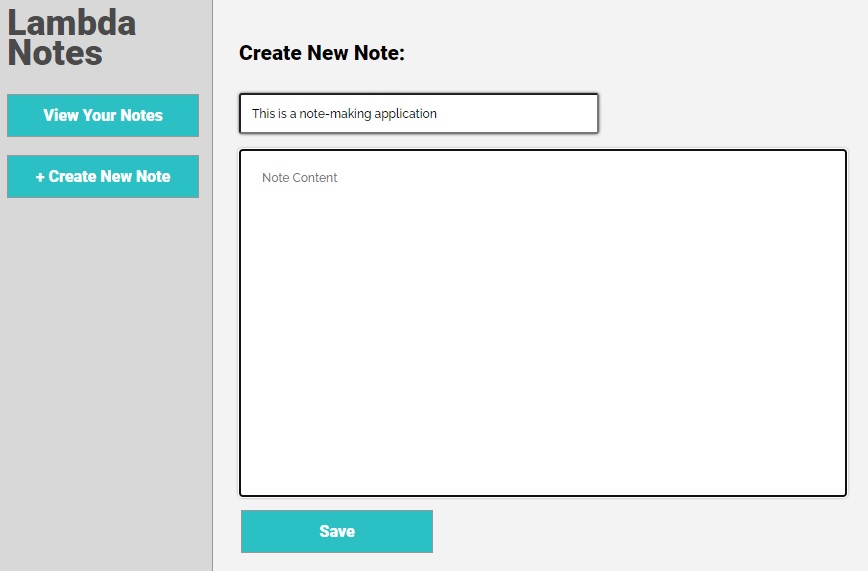 Lambda
Notes
View Your Notes
+ Create New Note
Create New Note:
This is a note-making application
Note Content
Save